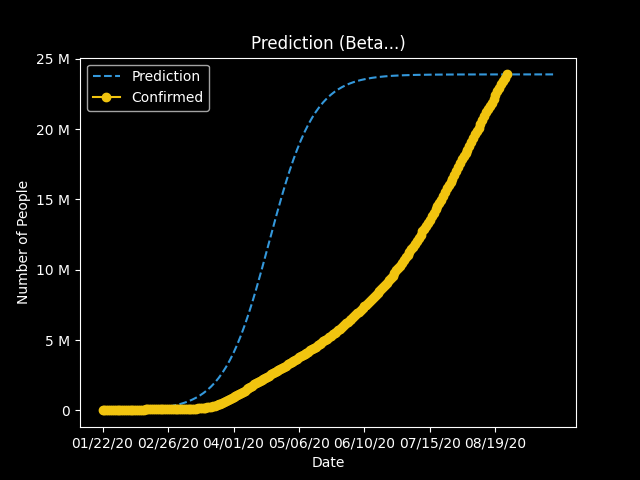 Prediction (Beta...)
25 M
20 M
15 M
10 M
5 M
0
Number of People
Prediction
Confirmed
01/22/20 02/26/20 04/01/20 05/06/20 06/10/20 07/15/20 08/19/20
Date